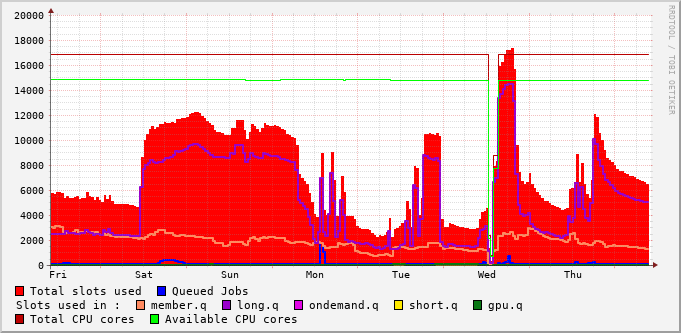 RRDTOOL / TOBI OETIKER
20000
18000
16000
14000
12000
10000
8000
6000
4000
2000
0
Fri Sat Sun Mon Tue Wed Thu
Total slots used Queued Jobs
Slots used in : member.q long.q ondemand.q short.q gpu.q
Total CPU cores Available CPU cores